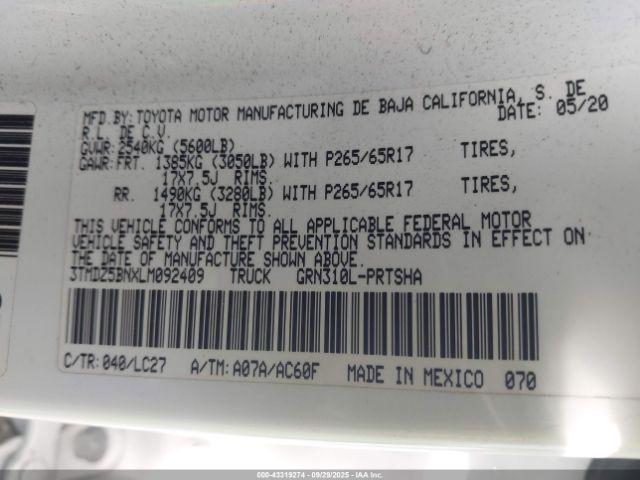 MFD.BY: TOYOTA MOTOR MANUFACTURING DE BAJA CALIFORNIA, S. DE
R.L. DE C.V. DATE: 05/20
GVWR: 2540KG (5600LB)
GAWR: FRT. 1385KG (3050LB) WITH P265/65R17 TIRES,
17X7.5J RIMS.
RR. 1490KG (3280LB) WITH P265/65R17 TIRES,
17X7.5J RIMS.
THIS VEHICLE CONFORMS TO ALL APPLICABLE FEDERAL MOTOR
VEHICLE SAFETY AND THEFT PREVENTION STANDARDS IN EFFECT ON
THE DATE OF MANUFACTURE SHOWN ABOVE.
3TMDZ5BNXLM092409 TRUCK GRN310L-PRTSHA
C/TR: 040/LC27 A/TM: A07A/AC60F MADE IN MEXICO 070
000-43319274 - 09/29/2025 - IAAI.COM